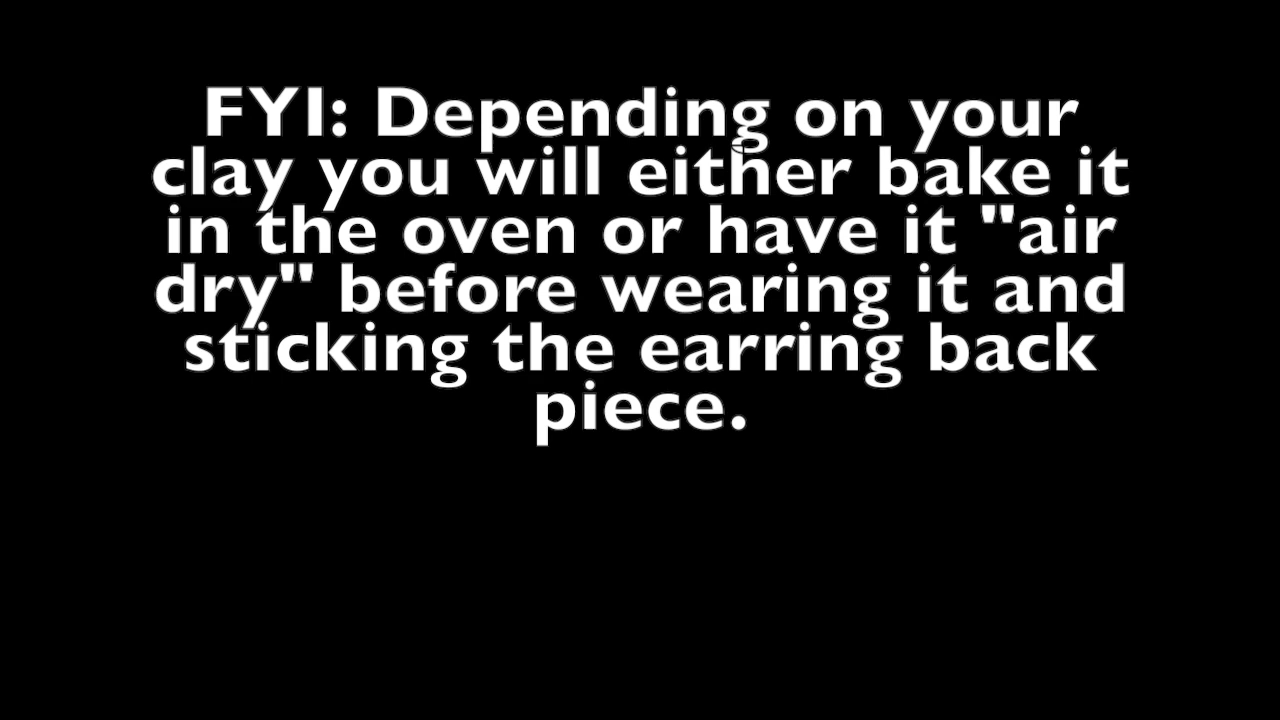 FYI: Depending on your
clay you will either bake it
in the oven or have it "air
dry" before wearing it and
sticking the earring back
piece.